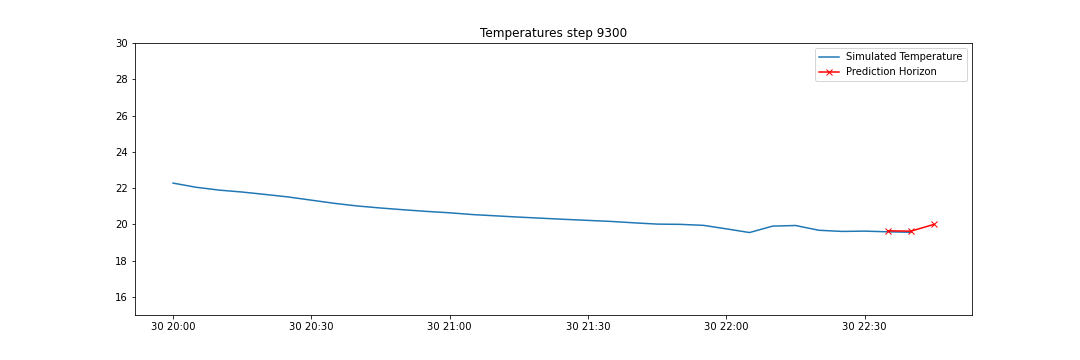 Temperatures step 9300
30
28
26
24
22
20
18
16
Simulated Temperature
Prediction Horizon
30 20:00 30 20:30 30 21:00 30 21:30 30 22:00 30 22:30